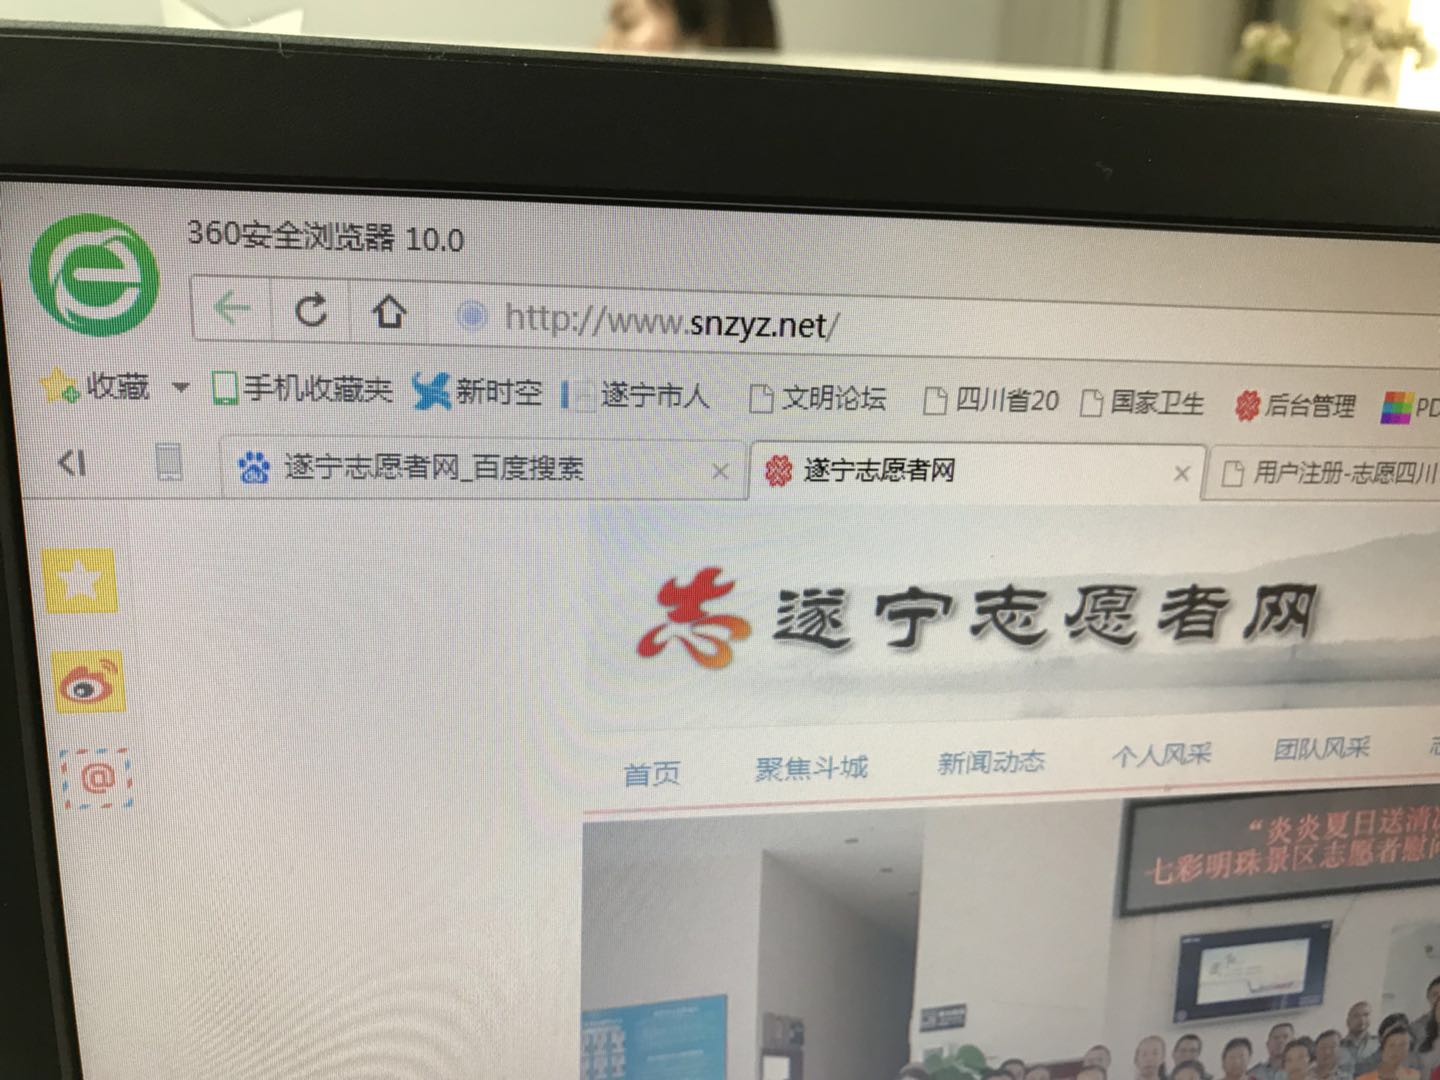 360安全浏览器 10.0
http://www.snzyz.net/
收藏 手机收藏夹 新时空 遂宁市人 文明论坛 四川省20 国家卫生 后台管理 PD
遂宁志愿者网_百度搜索 遂宁志愿者网 用户注册-志愿四川
志 遂宁志愿者网
@
首页 聚焦斗城 新闻动态 个人风采 团队风采
“炎炎夏日送清
七彩明珠景区志愿者慰问